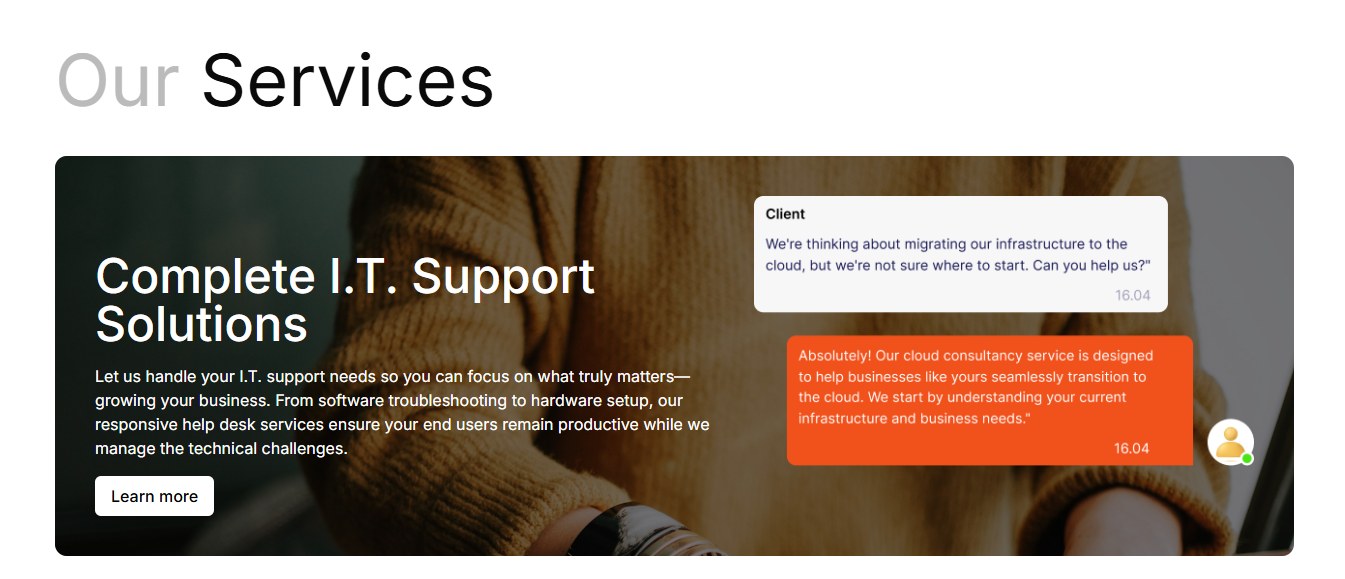 Our Services
Complete I.T. Support
Solutions
Let us handle your I.T. support needs so you can focus on what truly matters—
growing your business. From software troubleshooting to hardware setup, our
responsive help desk services ensure your end users remain productive while we
manage the technical challenges.
Learn more
Client
We're thinking about migrating our infrastructure to the
cloud, but we're not sure where to start. Can you help us?"
16.04
Absolutely! Our cloud consultancy service is designed
to help businesses like yours seamlessly transition to
the cloud. We start by understanding your current
infrastructure and business needs."
16.04